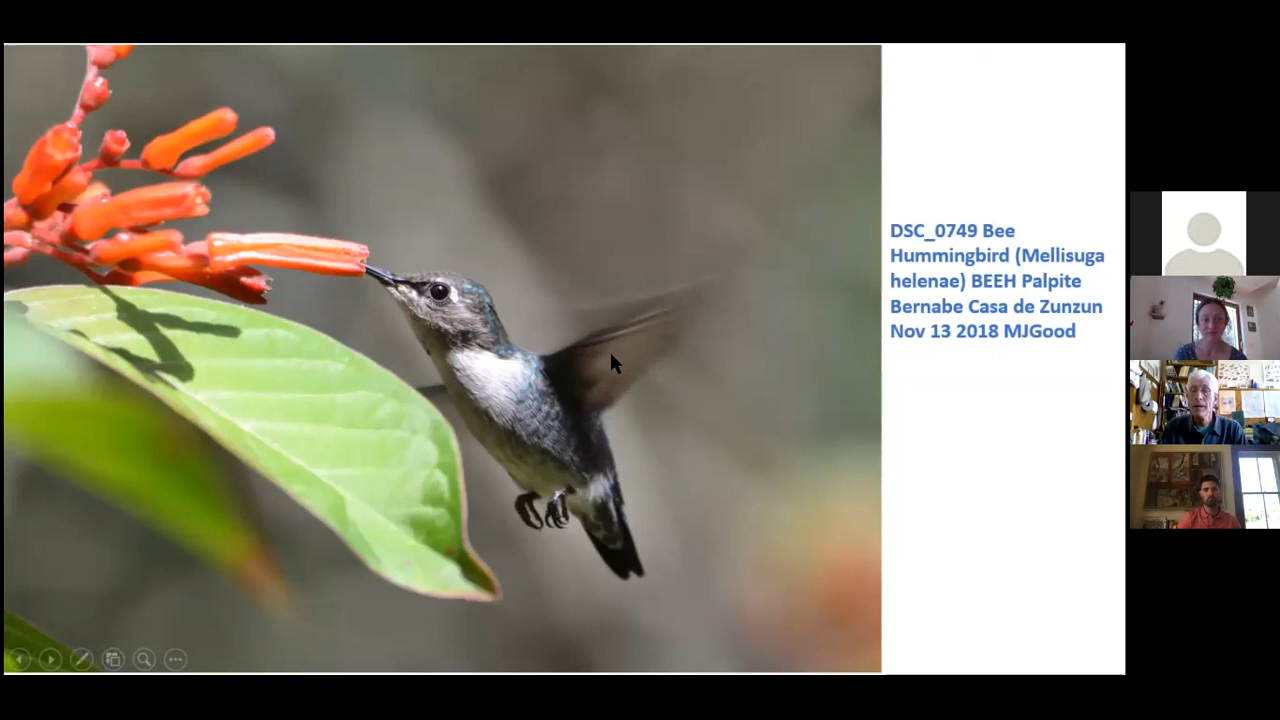 DSC_0749 Bee
Hummingbird (Mellisuga
helenae) BEEH Palpite
Bernabe Casa de Zunzun
Nov 13 2018 MJGood